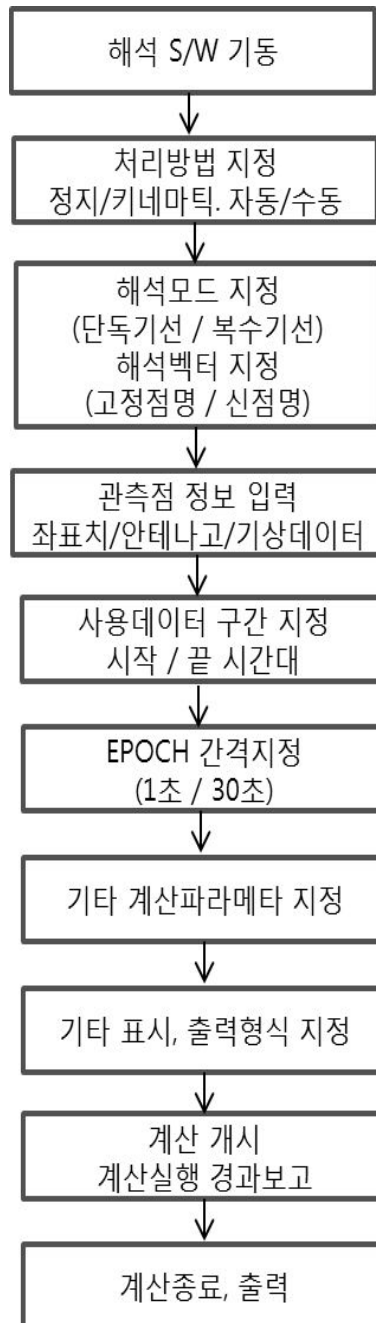 해석 S/W 기동
처리방법 지정
정지/키네마틱. 자동/수동
해석모드 지정
(단독기선 / 복수기선)
해석벡터 지정
(고정점명 / 신점명)
관측점 정보 입력
좌표치/안테나고/기상데이터
사용데이터 구간 지정
시작 / 끝 시간대
EPOCH 간격지정
(1초 / 30초)
기타 계산파라메타 지정
기타 표시, 출력형식 지정
계산 개시
계산실행 경과보고
계산종료, 출력